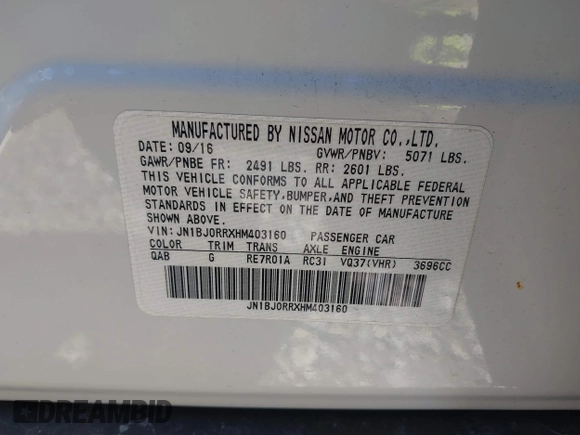 MANUFACTURED BY NISSAN MOTOR CO.,LTD.
DATE: 09/16 GVWR/PNBV: 5071 LBS.
GAWR/PNBE FR: 2491 LBS. RR: 2601 LBS.
THIS VEHICLE CONFORMS TO ALL APPLICABLE FEDERAL
MOTOR VEHICLE SAFETY,BUMPER,AND THEFT PREVENTION
STANDARDS IN EFFECT ON THE DATE OF MANUFACTURE
SHOWN ABOVE.
VIN:JN1BJ0RRXHM403160 PASSENGER CAR
COLOR TRIM TRANS AXLE ENGINE
QAB G RE7R01A RC31 VQ37(VHR) 3696CC
JN1BJ0RRXHM403160
DREAMBID